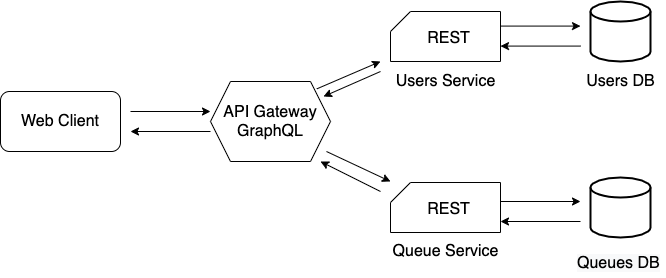 REST
Users Service
Users DB
Web Client
API Gateway
GraphQL
REST
Queue Service
Queues DB